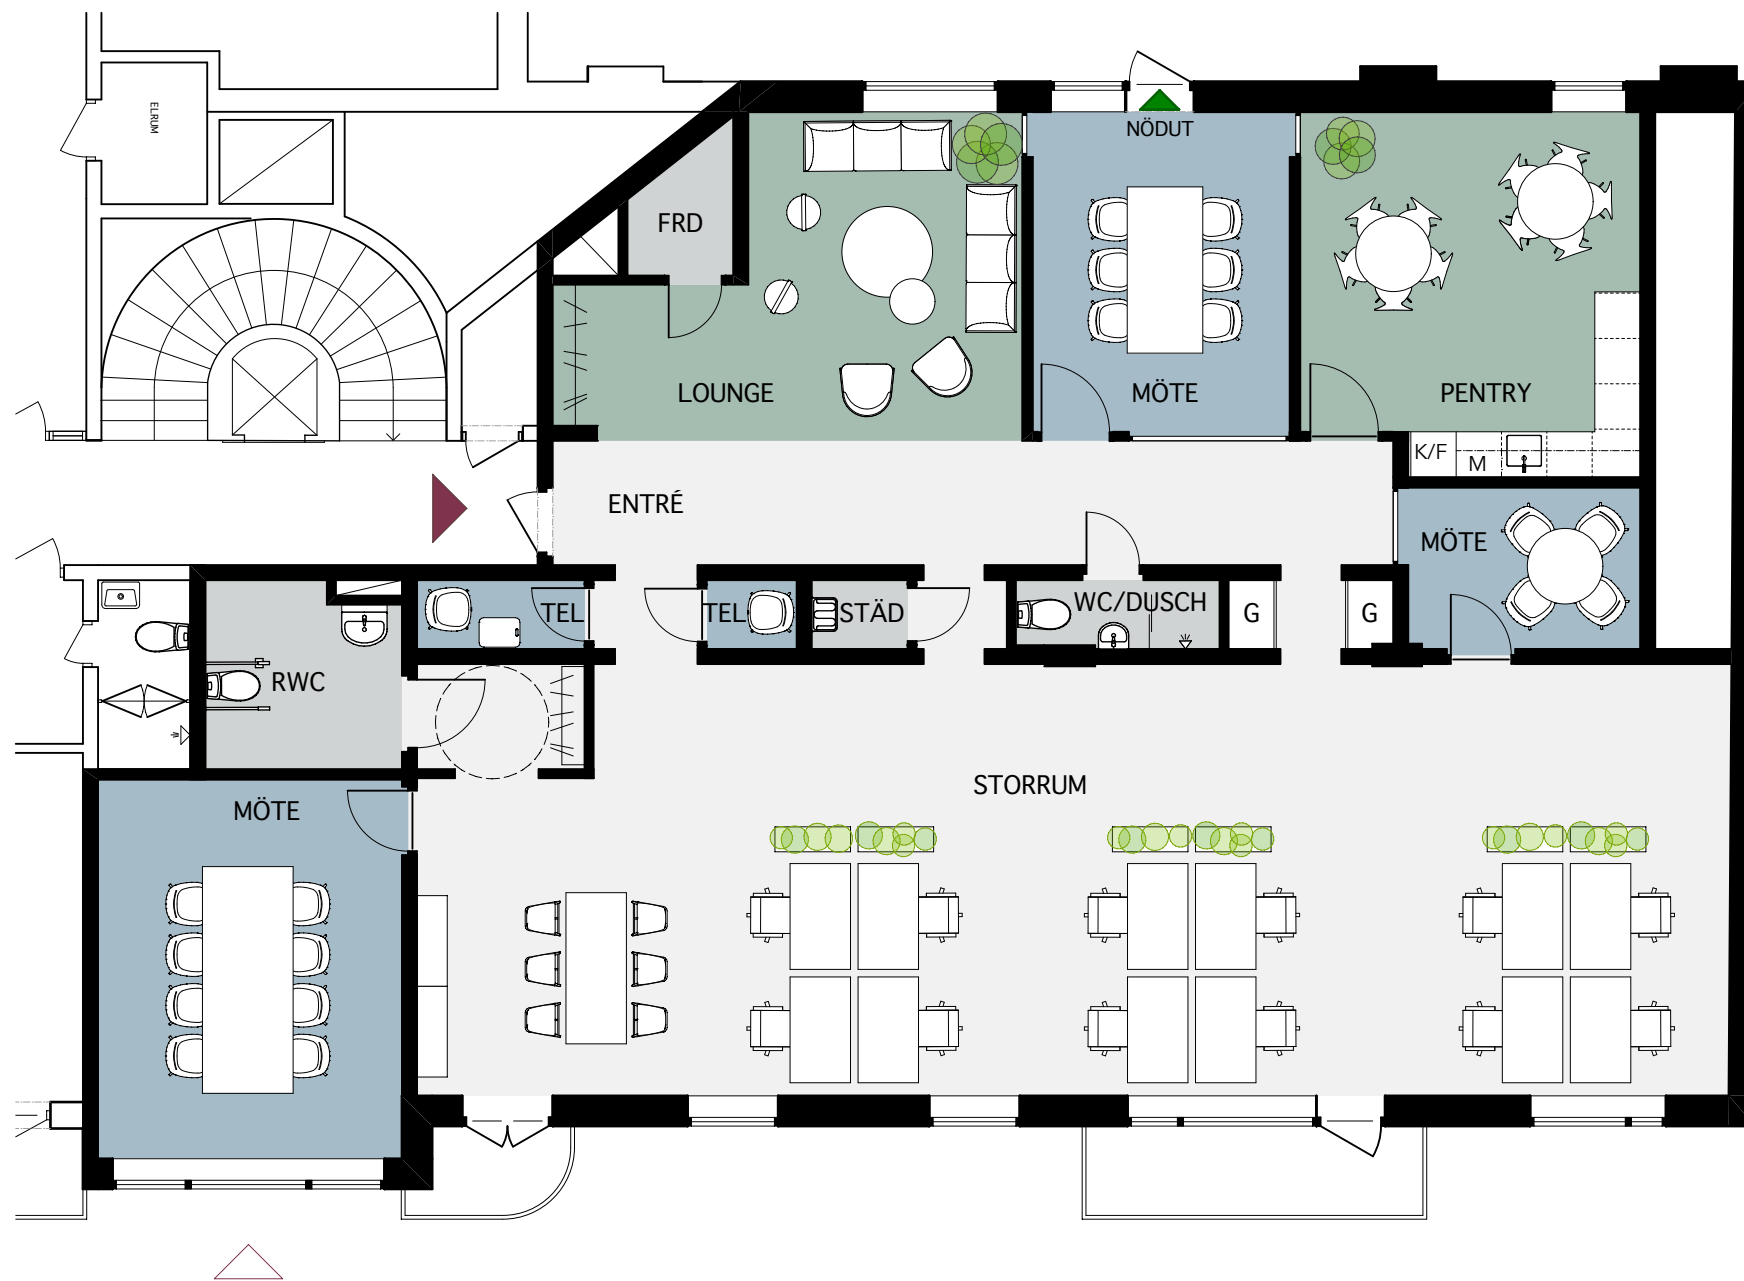 ELRUM
NÖDUT
FRD
LOUNGE
MÖTE
PENTRY
K/F
M
ENTRÉ
MÖTE
TEL
TEL
STÄD
WC/DUSCH
G
G
RWC
STORRUM
MÖTE